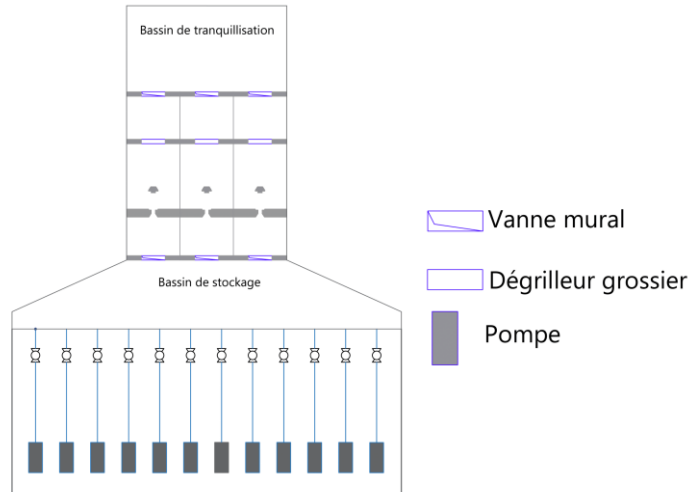 Bassin de tranquillisation
Vanne mural
Bassin de stockage
Dégrilleur grossier
Pompe